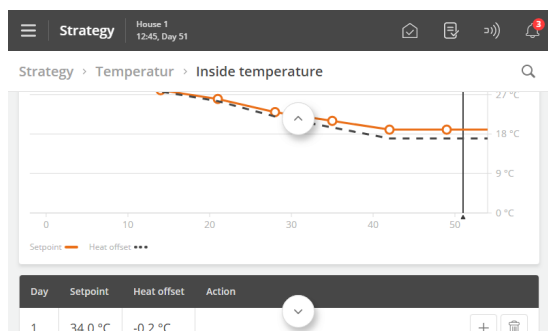 Strategy
House 1
12:45, Day 51
3
Strategy > Temperatur > Inside temperature
27 °C
18 °C
9 °C
0 °C
0 10 20 30 40 50
Setpoint Heat offset
Day Setpoint Heat offset Action
1 34.0 °C -0.2 °C